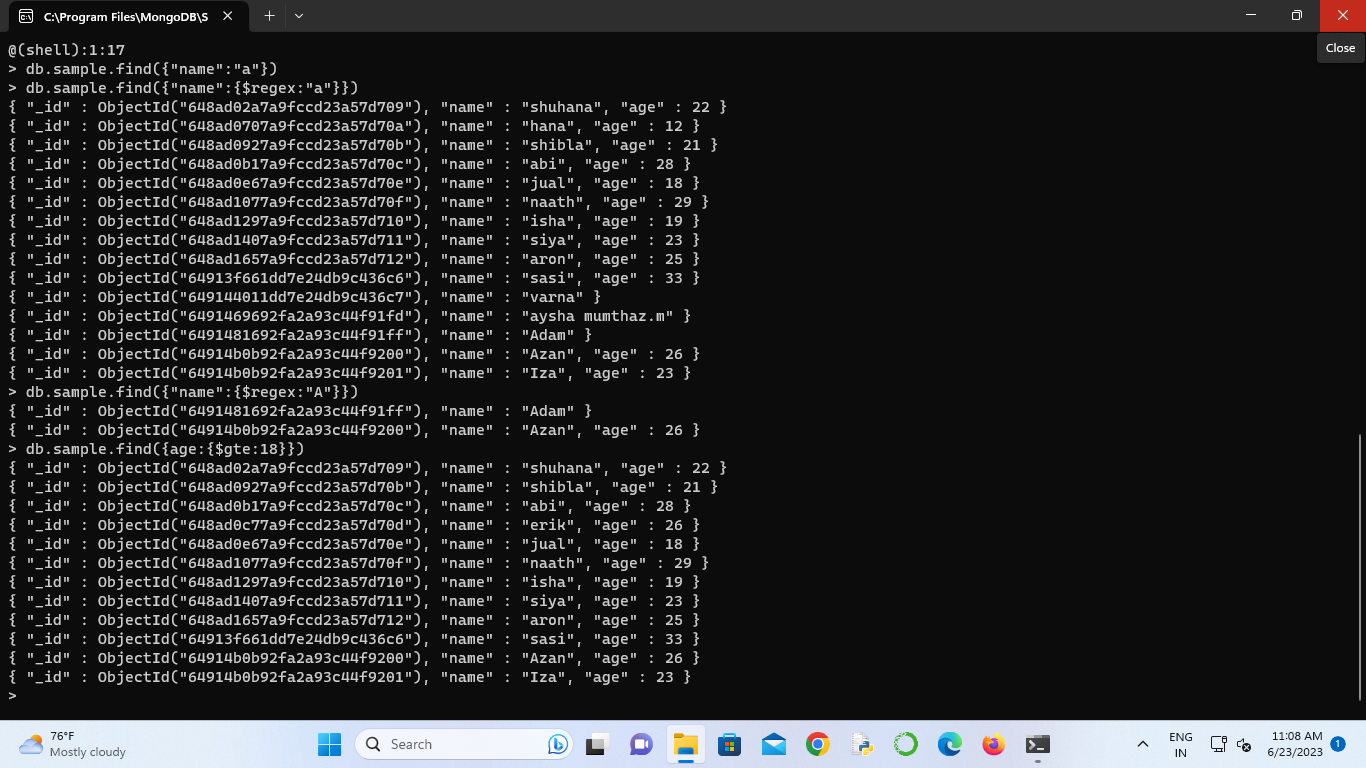 C:\Program Files\MongoDB\S
Close
@(shell):1:17
> db.sample.find({"name":"a"})
> db.sample.find({"name":{$regex:"a"}})
{ "_id" : ObjectId("648ad02a7a9fccd23a57d709"), "name" : "shuhana", "age" : 22 }
{ "_id" : ObjectId("648ad0707a9fccd23a57d70a"), "name" : "hana", "age" : 12 }
{ "_id" : ObjectId("648ad0927a9fccd23a57d70b"), "name" : "shibla", "age" : 21 }
{ "_id" : ObjectId("648ad0b17a9fccd23a57d70c"), "name" : "abi", "age" : 28 }
{ "_id" : ObjectId("648ad0e67a9fccd23a57d70e"), "name" : "jual", "age" : 18 }
{ "_id" : ObjectId("648ad1077a9fccd23a57d70f"), "name" : "naath", "age" : 29 }
{ "_id" : ObjectId("648ad1297a9fccd23a57d710"), "name" : "isha", "age" : 19 }
{ "_id" : ObjectId("648ad1407a9fccd23a57d711"), "name" : "siya", "age" : 23 }
{ "_id" : ObjectId("648ad1657a9fccd23a57d712"), "name" : "aron", "age" : 25 }
{ "_id" : ObjectId("64913f661dd7e24db9c436c6"), "name" : "sasi", "age" : 33 }
{ "_id" : ObjectId("649144011dd7e24db9c436c7"), "name" : "varna" }
{ "_id" : ObjectId("6491469692fa2a93c44f91fd"), "name" : "aysha mumthaz.m" }
{ "_id" : ObjectId("6491481692fa2a93c44f91ff"), "name" : "Adam" }
{ "_id" : ObjectId("64914b0b92fa2a93c44f9200"), "name" : "Azan", "age" : 26 }
{ "_id" : ObjectId("64914b0b92fa2a93c44f9201"), "name" : "Iza", "age" : 23 }
> db.sample.find({"name":{$regex:"A"}})
{ "_id" : ObjectId("6491481692fa2a93c44f91ff"), "name" : "Adam" }
{ "_id" : ObjectId("64914b0b92fa2a93c44f9200"), "name" : "Azan", "age" : 26 }
> db.sample.find({age:{$gte:18}})
{ "_id" : ObjectId("648ad02a7a9fccd23a57d709"), "name" : "shuhana", "age" : 22 }
{ "_id" : ObjectId("648ad0927a9fccd23a57d70b"), "name" : "shibla", "age" : 21 }
{ "_id" : ObjectId("648ad0b17a9fccd23a57d70c"), "name" : "abi", "age" : 28 }
{ "_id" : ObjectId("648ad0c77a9fccd23a57d70d"), "name" : "erik", "age" : 26 }
{ "_id" : ObjectId("648ad0e67a9fccd23a57d70e"), "name" : "jual", "age" : 18 }
{ "_id" : ObjectId("648ad1077a9fccd23a57d70f"), "name" : "naath", "age" : 29 }
{ "_id" : ObjectId("648ad1297a9fccd23a57d710"), "name" : "isha", "age" : 19 }
{ "_id" : ObjectId("648ad1407a9fccd23a57d711"), "name" : "siya", "age" : 23 }
{ "_id" : ObjectId("648ad1657a9fccd23a57d712"), "name" : "aron", "age" : 25 }
{ "_id" : ObjectId("64913f661dd7e24db9c436c6"), "name" : "sasi", "age" : 33 }
{ "_id" : ObjectId("64914b0b92fa2a93c44f9200"), "name" : "Azan", "age" : 26 }
{ "_id" : ObjectId("64914b0b92fa2a93c44f9201"), "name" : "Iza", "age" : 23 }
>
76°F
Mostly cloudy
Search
ENG
IN
11:08 AM
6/23/2023
1